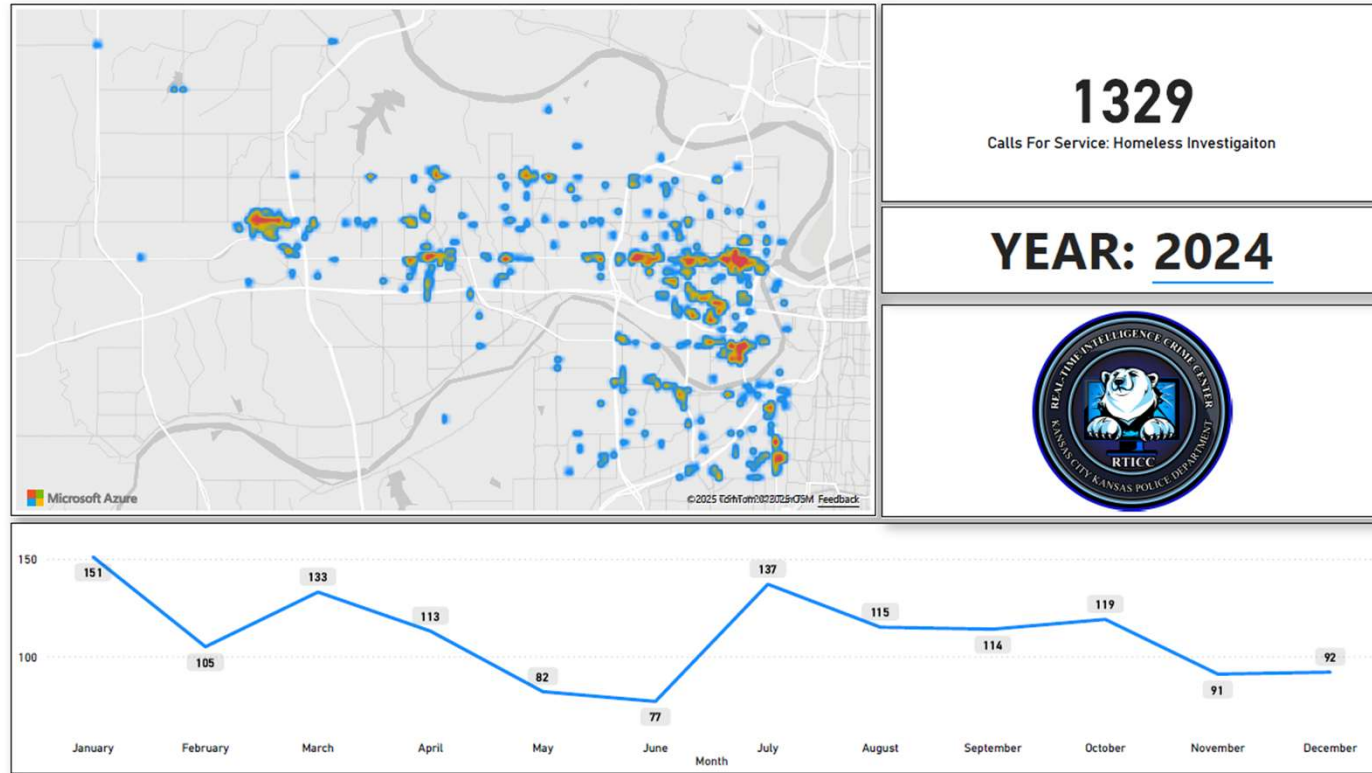 1329
Calls For Service: Homeless Investigaiton
YEAR: 2024
REAL-TIME INTELLIGENCE CRIME CENTER
RTICC
KANSAS CITY KANSAS POLICE DEPARTMENT
Microsoft Azure
©2025 TomTom Feedback
150
100
151
105
133
113
82
77
137
115
114
119
91
92
January February March April May June July August September October November December
Month